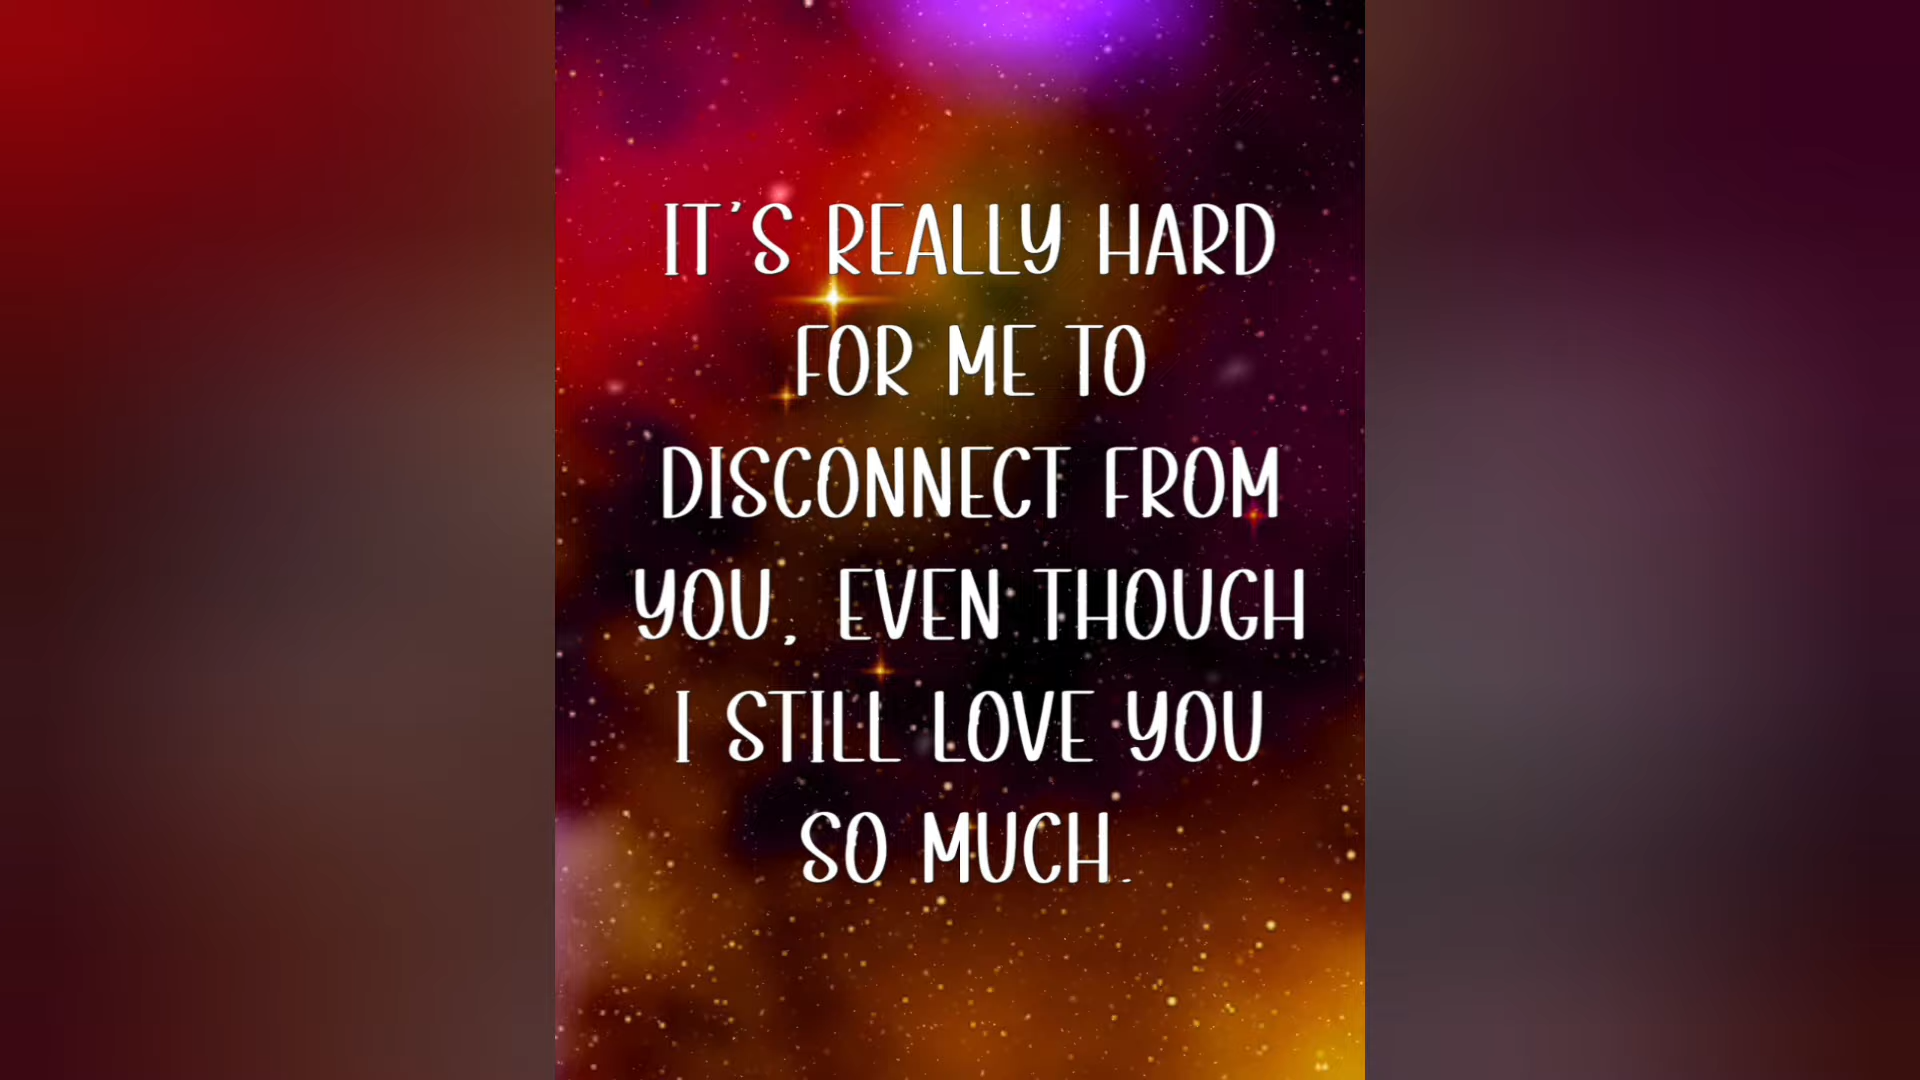 IT'S REALLY HARD
FOR ME TO
DISCONNECT FROM
YOU, EVEN THOUGH
I STILL LOVE YOU
SO MUCH.